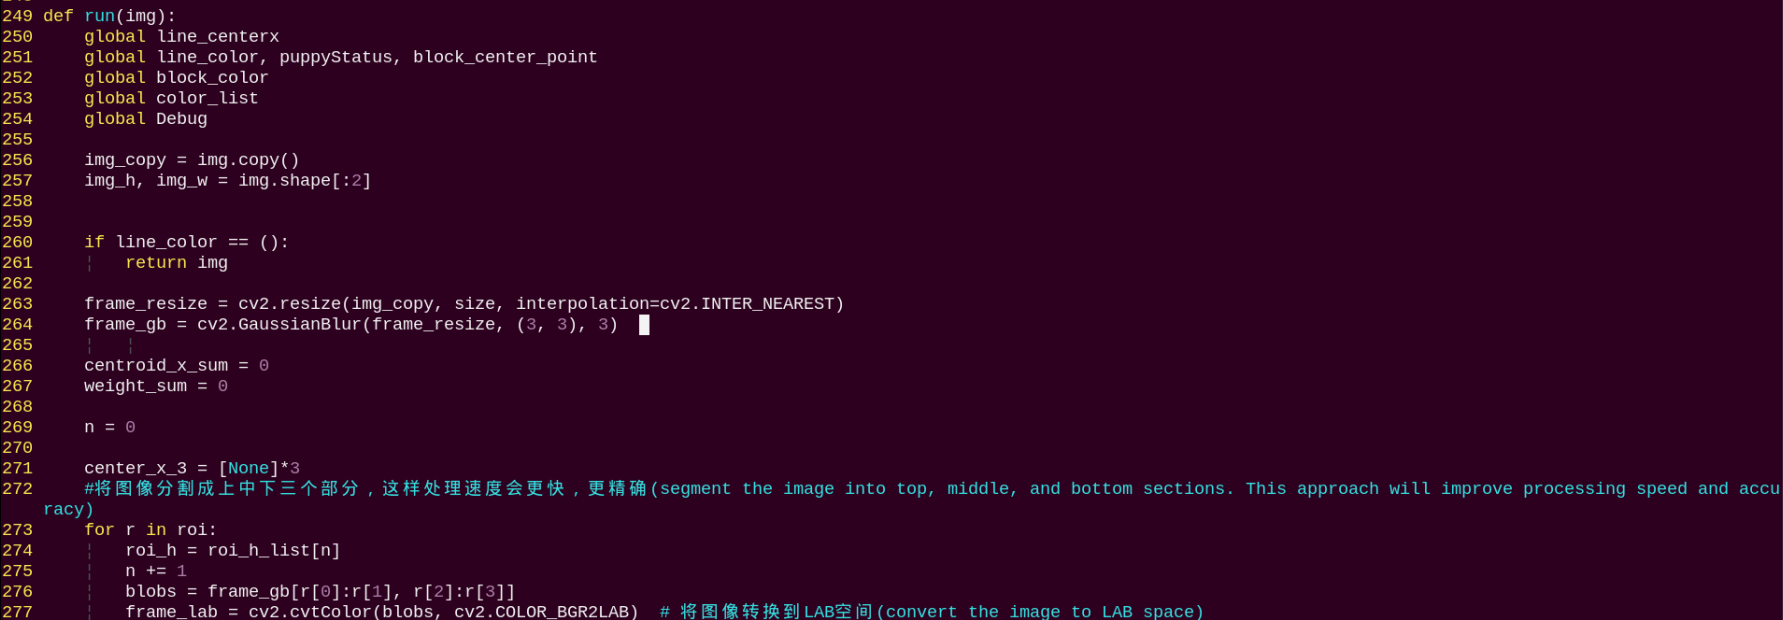 249 def run(img):
250     global line_centerx
251     global line_color, puppyStatus, block_center_point
252     global block_color
253     global color_list
254     global Debug
255
256     img_copy = img.copy()
257     img_h, img_w = img.shape[:2]
258
259
260     if line_color == ():
261     ¦   return img
262
263     frame_resize = cv2.resize(img_copy, size, interpolation=cv2.INTER_NEAREST)
264     frame_gb = cv2.GaussianBlur(frame_resize, (3, 3), 3)
265     ¦   ¦
266     centroid_x_sum = 0
267     weight_sum = 0
268
269     n = 0
270
271     center_x_3 = [None]*3
272     #将图像分割成上中下三个部分，这样处理速度会更快，更精确(segment the image into top, middle, and bottom sections. This approach will improve processing speed and accu
racy)
273     for r in roi:
274     ¦   roi_h = roi_h_list[n]
275     ¦   n += 1
276     ¦   blobs = frame_gb[r[0]:r[1], r[2]:r[3]]
277     ¦   frame_lab = cv2.cvtColor(blobs, cv2.COLOR_BGR2LAB)  # 将图像转换到LAB空间(convert the image to LAB space)